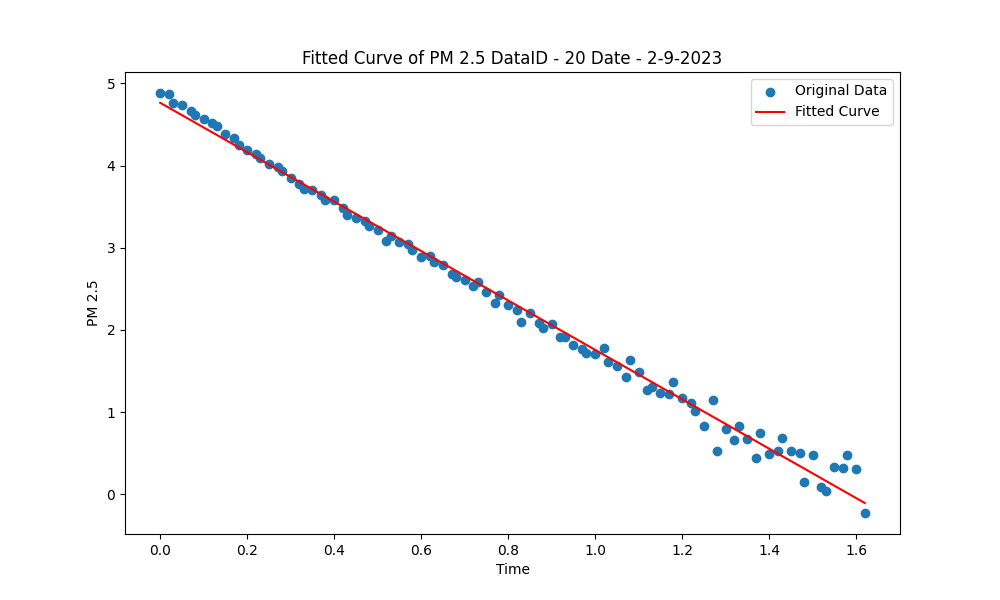 Fitted Curve of PM 2.5 DataID - 20 Date - 2-9-2023
Original Data
Fitted Curve
5
4
3
2
1
0
PM 2.5
0.0 0.2 0.4 0.6 0.8 1.0 1.2 1.4 1.6
Time